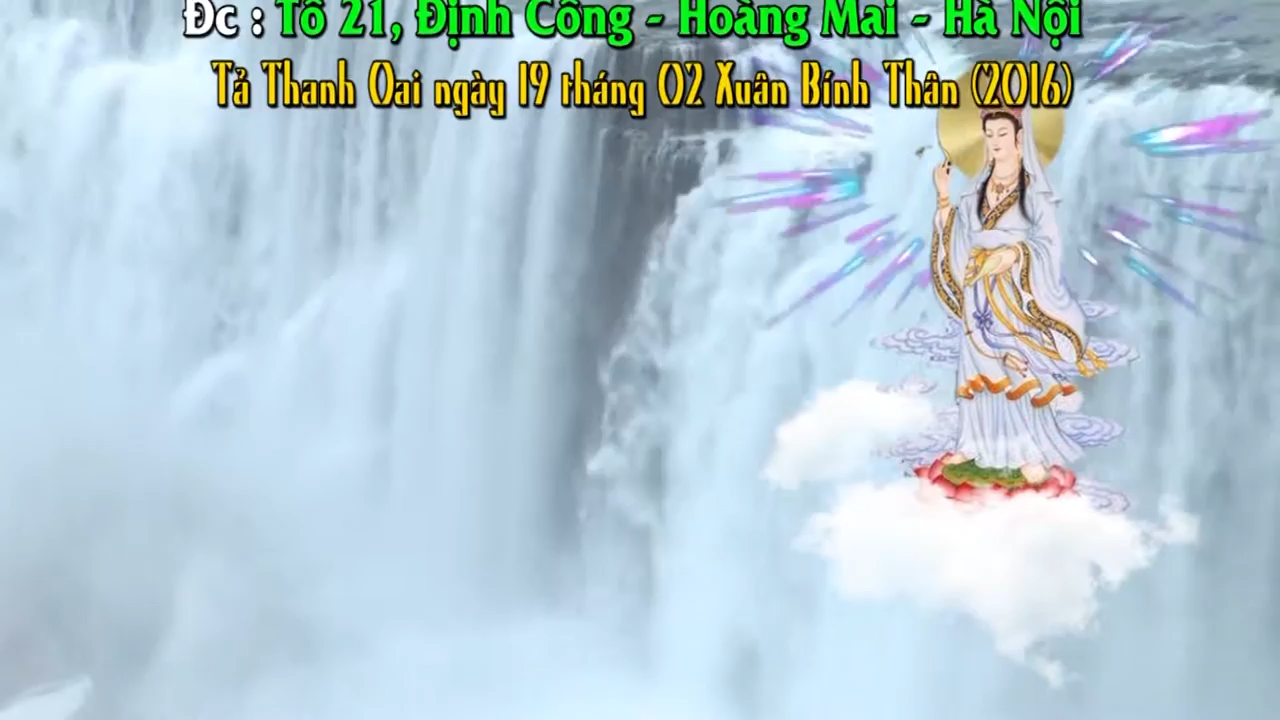 Đc : Tổ 21, Định Công - Hoàng Mai - Hà Nội
Tả Thanh Oai ngày 19 tháng 02 Xuân Bính Thân (2016)